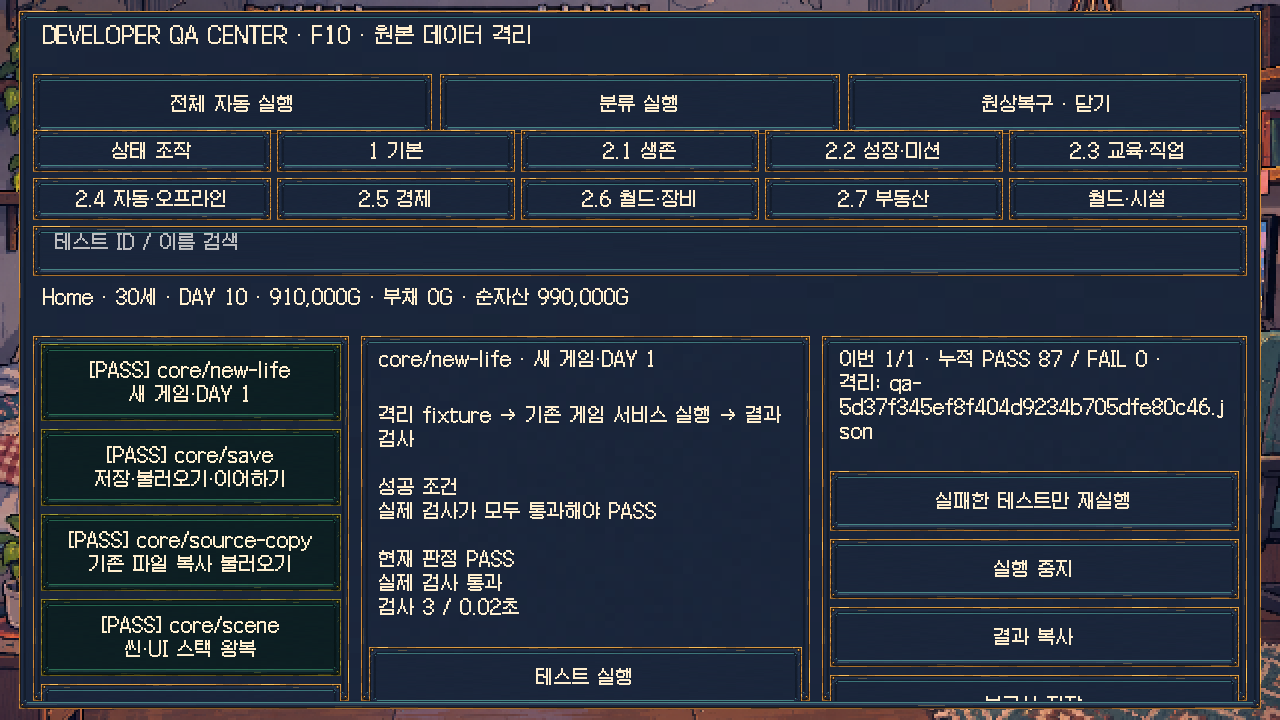 DEVELOPER QA CENTER · F10 · 원본 데이터 격리
전체 자동 실행
분류 실행
원상복구 · 닫기
상태 조작
1 기본
2.1 생존
2.2 성장·미션
2.3 교육·직업
2.4 자동·오프라인
2.5 경제
2.6 월드·장비
2.7 부동산
월드·시설
테스트 ID / 이름 검색
Home · 30세 · DAY 10 · 910,000G · 부채 0G · 순자산 990,000G
[PASS] core/new-life
새 게임·DAY 1
[PASS] core/save
저장·불러오기·이어하기
[PASS] core/source-copy
기존 파일 복사 불러오기
[PASS] core/scene
씬·UI 스택 왕복
core/new-life · 새 게임·DAY 1
격리 fixture → 기존 게임 서비스 실행 → 결과
검사
성공 조건
실제 검사가 모두 통과해야 PASS
현재 판정 PASS
실제 검사 통과
검사 3 / 0.02초
테스트 실행
이번 1/1 · 누적 PASS 87 / FAIL 0 ·
격리: qa-
5d37f345ef8f404d9234b705dfe80c46.j
son
실패한 테스트만 재실행
실행 중지
결과 복사